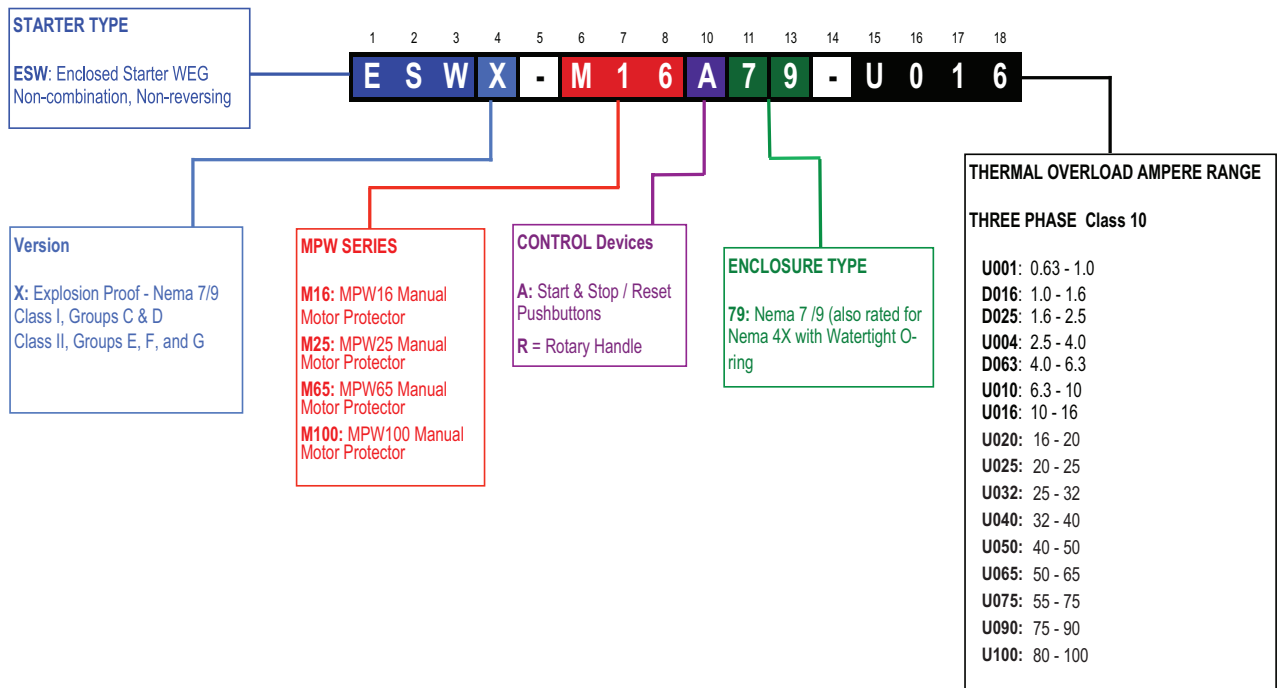 STARTER TYPE
ESW: Enclosed Starter WEG
Non-combination, Non-reversing
1 2 3 4 5 6 7 8 10 11 13 14 15 16 17 18
E S W X - M 1 6 A 7 9 - U 0 1 6
Version
X: Explosion Proof - Nema 7/9
Class I, Groups C & D
Class II, Groups E, F, and G
MPW SERIES
M16: MPW16 Manual
Motor Protector
M25: MPW25 Manual
Motor Protector
M65: MPW65 Manual
Motor Protector
M100: MPW100 Manual
Motor Protector
CONTROL Devices
A: Start & Stop / Reset
Pushbuttons
R = Rotary Handle
ENCLOSURE TYPE
79: Nema 7 /9 (also rated for
Nema 4X with Watertight O-
ring
THERMAL OVERLOAD AMPERE RANGE
THREE PHASE Class 10
U001: 0.63 - 1.0
D016: 1.0 - 1.6
D025: 1.6 - 2.5
U004: 2.5 - 4.0
D063: 4.0 - 6.3
U010: 6.3 - 10
U016: 10 - 16
U020: 16 - 20
U025: 20 - 25
U032: 25 - 32
U040: 32 - 40
U050: 40 - 50
U065: 50 - 65
U075: 55 - 75
U090: 75 - 90
U100: 80 - 100